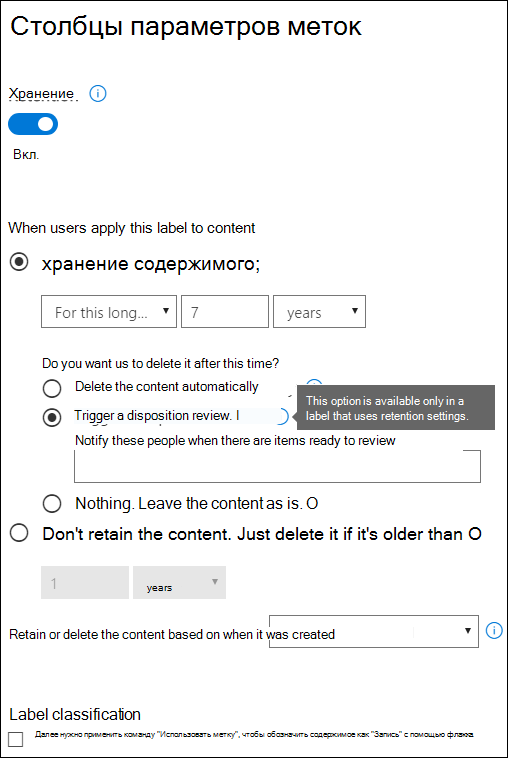 Столбцы параметров меток
Хранение
Вкл.
When users apply this label to content
хранение содержимого;
For this long... 7 years
Do you want us to delete it after this time?
Delete the content automatically
This option is available only in a
Trigger a disposition review. I
label that uses retention settings.
Notify these people when there are items ready to review
Nothing. Leave the content as is. O
Don't retain the content. Just delete it if it's older than O
1 years
Retain or delete the content based on when it was created
Label classification
Далее нужно применить команду "Использовать метку", чтобы обозначить содержимое как "Запись" с помощью флажка